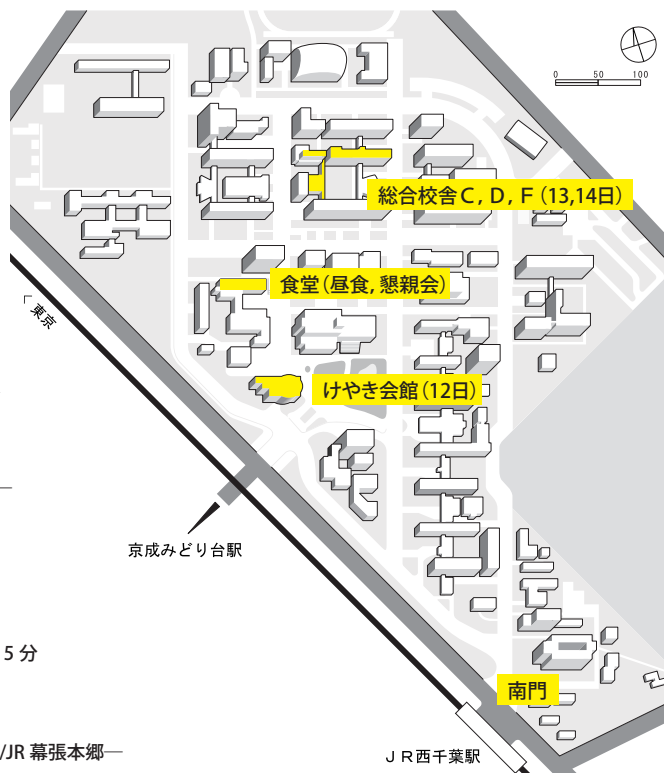 0 50 100
総合校舎C, D, F (13,14日)
食堂(昼食, 懇親会)
「東京
けやき会館(12日)
京成みどり台駅
5分
南門
/JR 幕張本郷―
JR西千葉駅